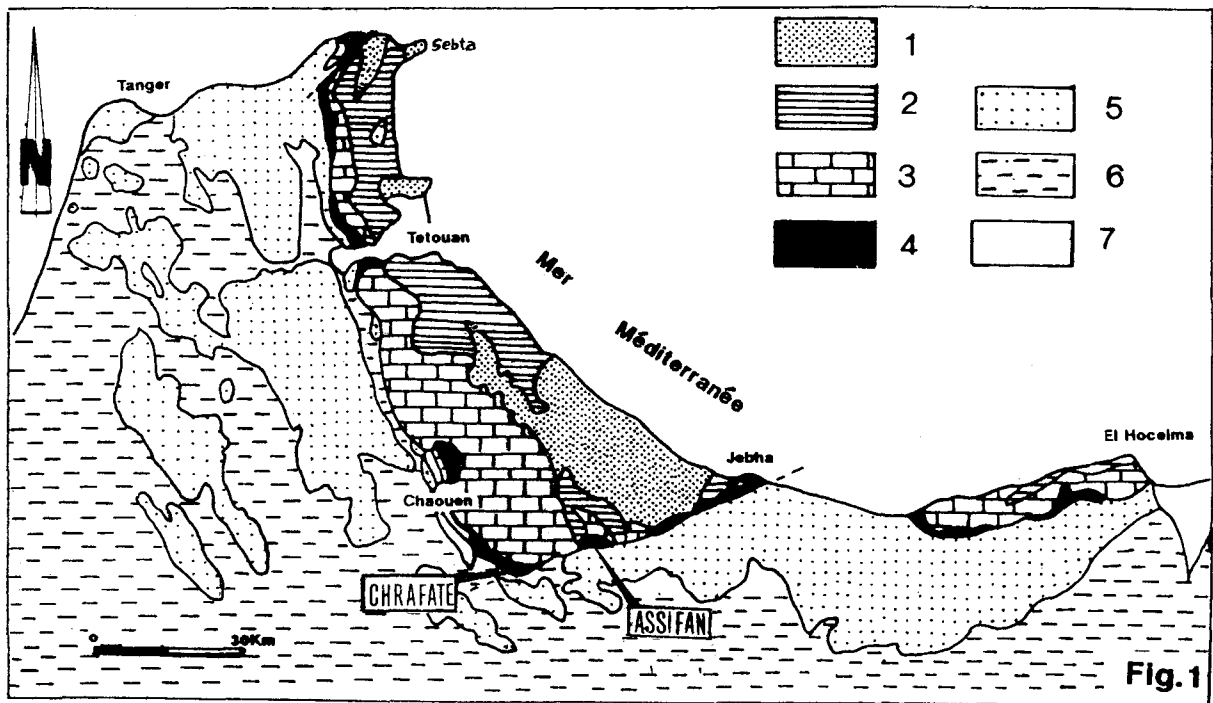 Sebta
Tanger
N
1
2
3
4
5
6
7
Tetouan
Mer
Méditerranée
El Hoceima
Jebha
Chaouen
CHRAFATE
ASSIFAN
0 30Km
Fig.1